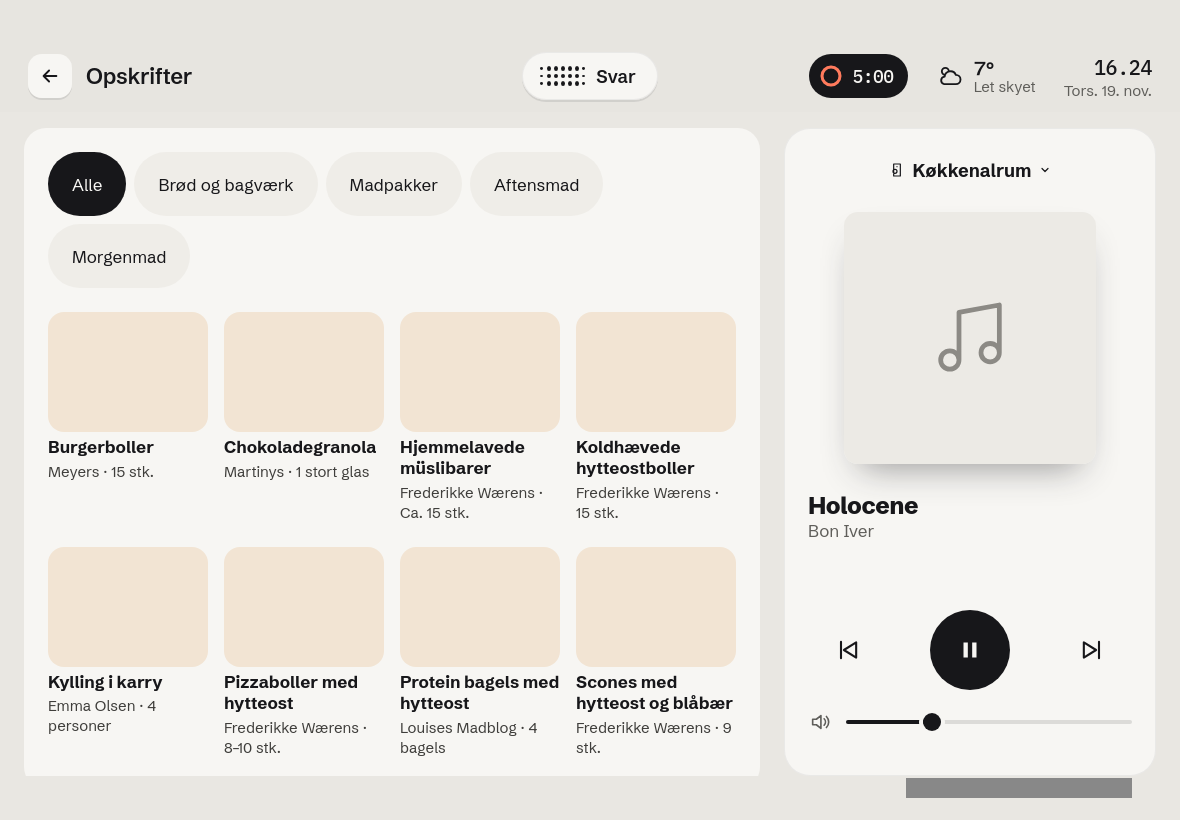 Opskrifter
Svar
5:00
7°
Let skyet
16.24
Tors. 19. nov.
Alle
Brød og bagværk
Madpakker
Aftensmad
Morgenmad
Burgerboller
Meyers · 15 stk.
Chokoladegranola
Martinys · 1 stort glas
Hjemmelavede
müslibarer
Frederikke Wærens ·
Ca. 15 stk.
Koldhævede
hytteostboller
Frederikke Wærens ·
15 stk.
Kylling i karry
Emma Olsen · 4
personer
Pizzaboller med
hytteost
Frederikke Wærens ·
8-10 stk.
Protein bagels med
hytteost
Louises Madblog · 4
bagels
Scones med
hytteost og blåbær
Frederikke Wærens · 9
stk.
Køkkenalrum
Holocene
Bon Iver